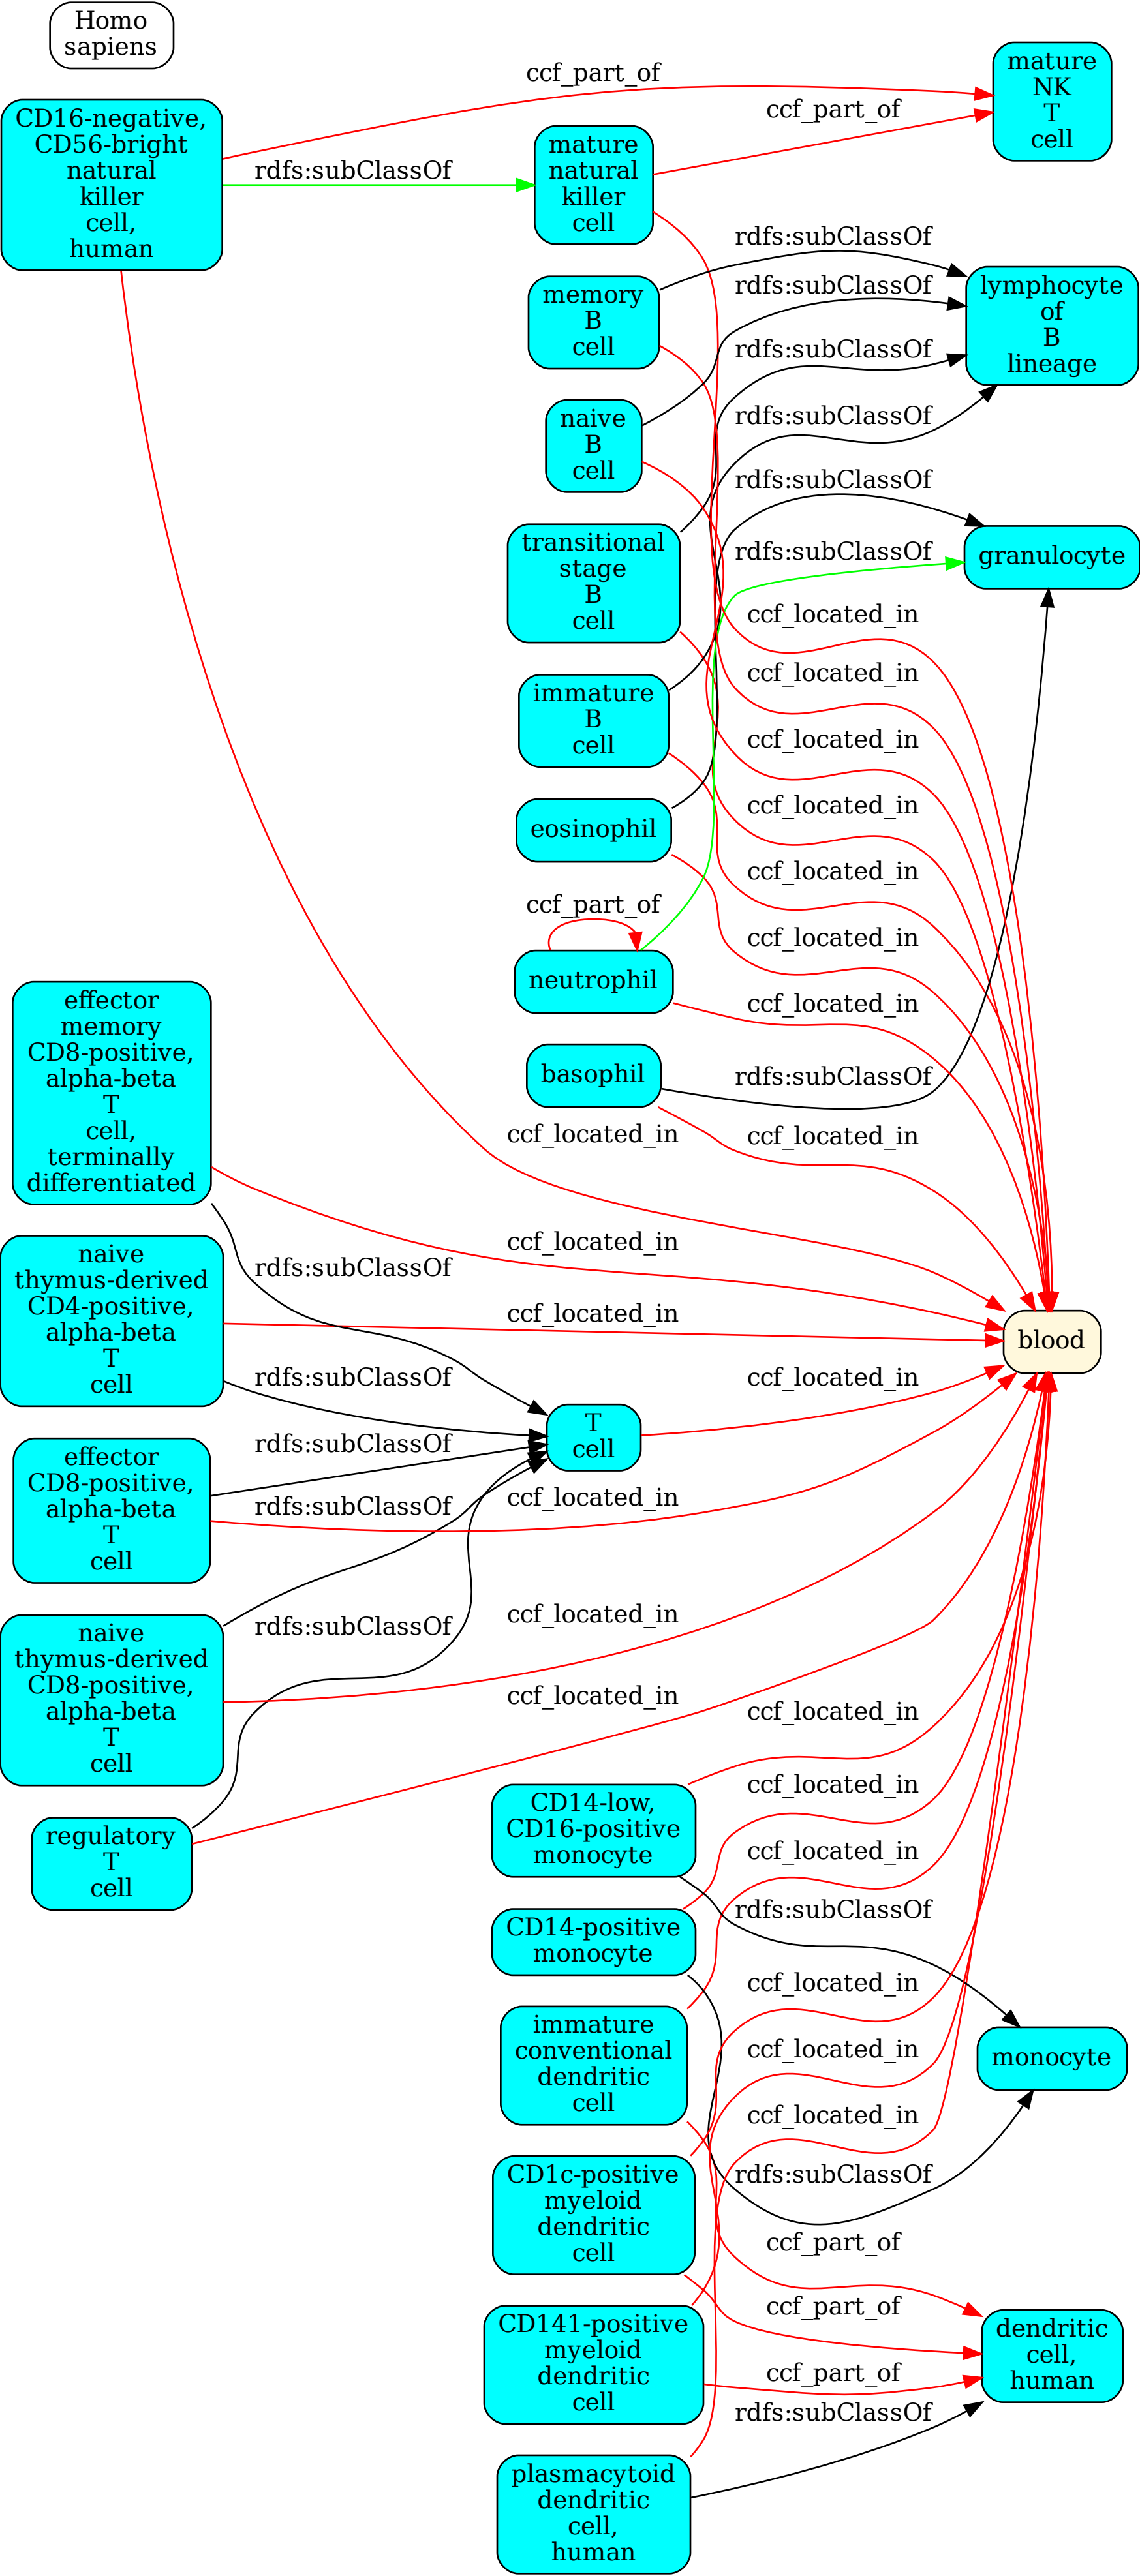 Homo
sapiens
CD16-negative,
CD56-bright
natural
killer
cell,
human
effector
memory
CD8-positive,
alpha-beta
T
cell,
terminally
differentiated
naive
thymus-derived
CD4-positive,
alpha-beta
T
cell
effector
CD8-positive,
alpha-beta
T
cell
naive
thymus-derived
CD8-positive,
alpha-beta
T
cell
regulatory
T
cell
rdfs:subClassOf
rdfs:subClassOf
rdfs:subClassOf
rdfs:subClassOf
rdfs:subClassOf
rdfs:subClassOf
ccf_part_of
mature
natural
killer
cell
memory
B
cell
naive
B
cell
transitional
stage
B
cell
immature
B
cell
eosinophil
ccf_part_of
neutrophil
basophil
ccf_located_in
ccf_located_in
ccf_located_in
T
cell
ccf_located_in
ccf_located_in
ccf_located_in
CD14-low,
CD16-positive
monocyte
CD14-positive
monocyte
immature
conventional
dendritic
cell
CD1c-positive
myeloid
dendritic
cell
CD141-positive
myeloid
dendritic
cell
plasmacytoid
dendritic
cell,
human
ccf_part_of
rdfs:subClassOf
rdfs:subClassOf
rdfs:subClassOf
rdfs:subClassOf
rdfs:subClassOf
rdfs:subClassOf
ccf_located_in
ccf_located_in
ccf_located_in
ccf_located_in
ccf_located_in
ccf_located_in
ccf_located_in
rdfs:subClassOf
ccf_located_in
ccf_located_in
ccf_located_in
ccf_located_in
ccf_located_in
rdfs:subClassOf
ccf_located_in
ccf_located_in
ccf_located_in
rdfs:subClassOf
ccf_part_of
ccf_part_of
ccf_part_of
rdfs:subClassOf
mature
NK
T
cell
lymphocyte
of
B
lineage
granulocyte
blood
monocyte
dendritic
cell,
human